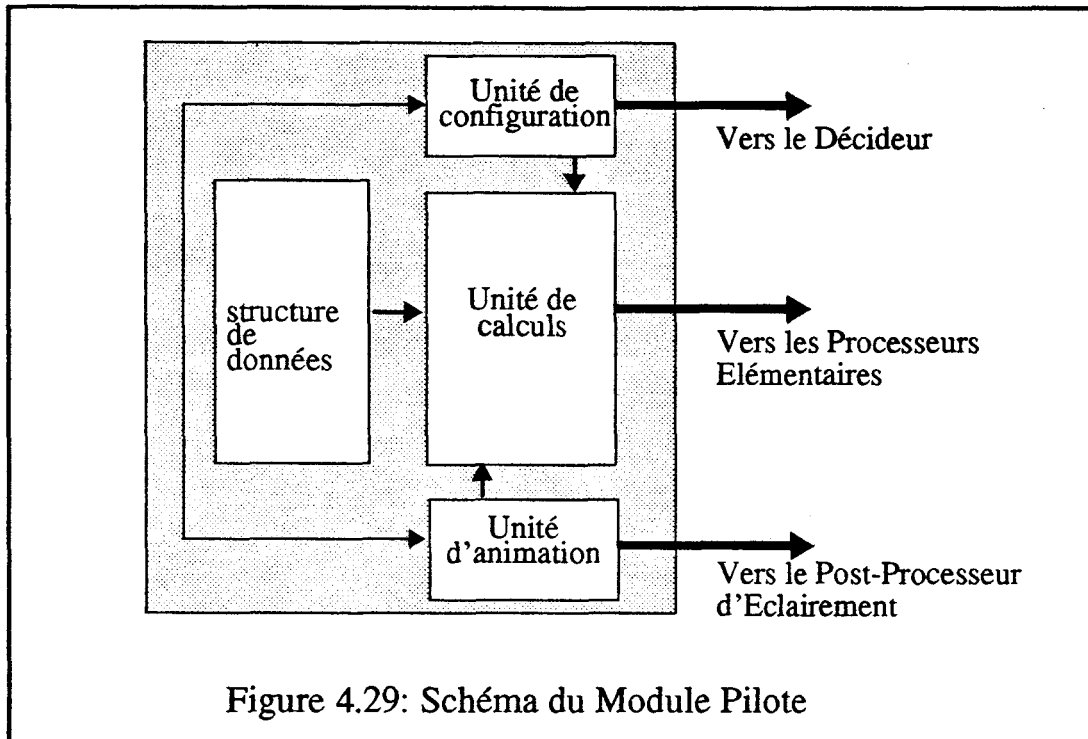 Unité de
configuration
Vers le Décideur
structure
de
données
Unité de
calculs
Vers les Processeurs
Elémentaires
Unité
d'animation
Vers le Post-Processeur
d'Eclairement
Figure 4.29: Schéma du Module Pilote